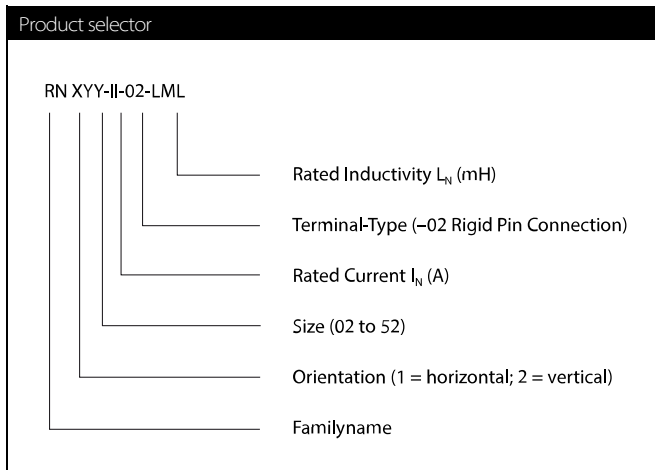 Product selector
RN XYY-II-02-LML
Rated Inductivity LN (mH)
Terminal-Type (–02 Rigid Pin Connection)
Rated Current IN (A)
Size (02 to 52)
Orientation (1 = horizontal; 2 = vertical)
Familyname